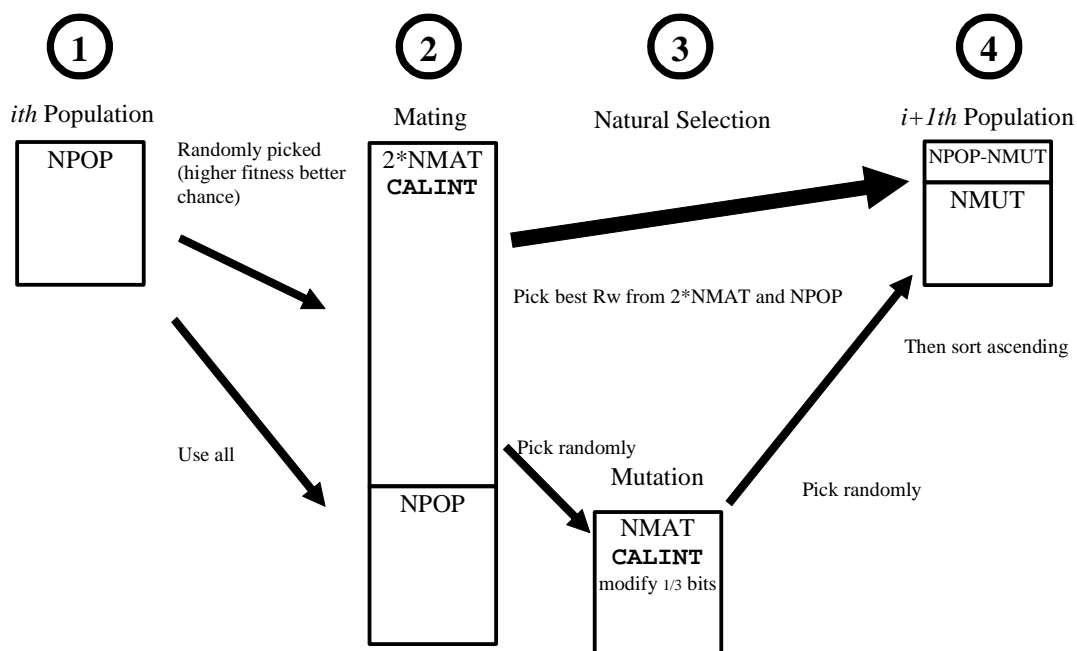 1
2
3
4
ith Population
Mating
Natural Selection
i+1th Population
NPOP
Randomly picked
(higher fitness better
chance)
2*NMAT
CALINT
NPOP-NMUT
NMUT
Pick best Rw from 2*NMAT and NPOP
Then sort ascending
Use all
Pick randomly
Mutation
Pick randomly
NPOP
NMAT
CALINT
modify 1/3 bits